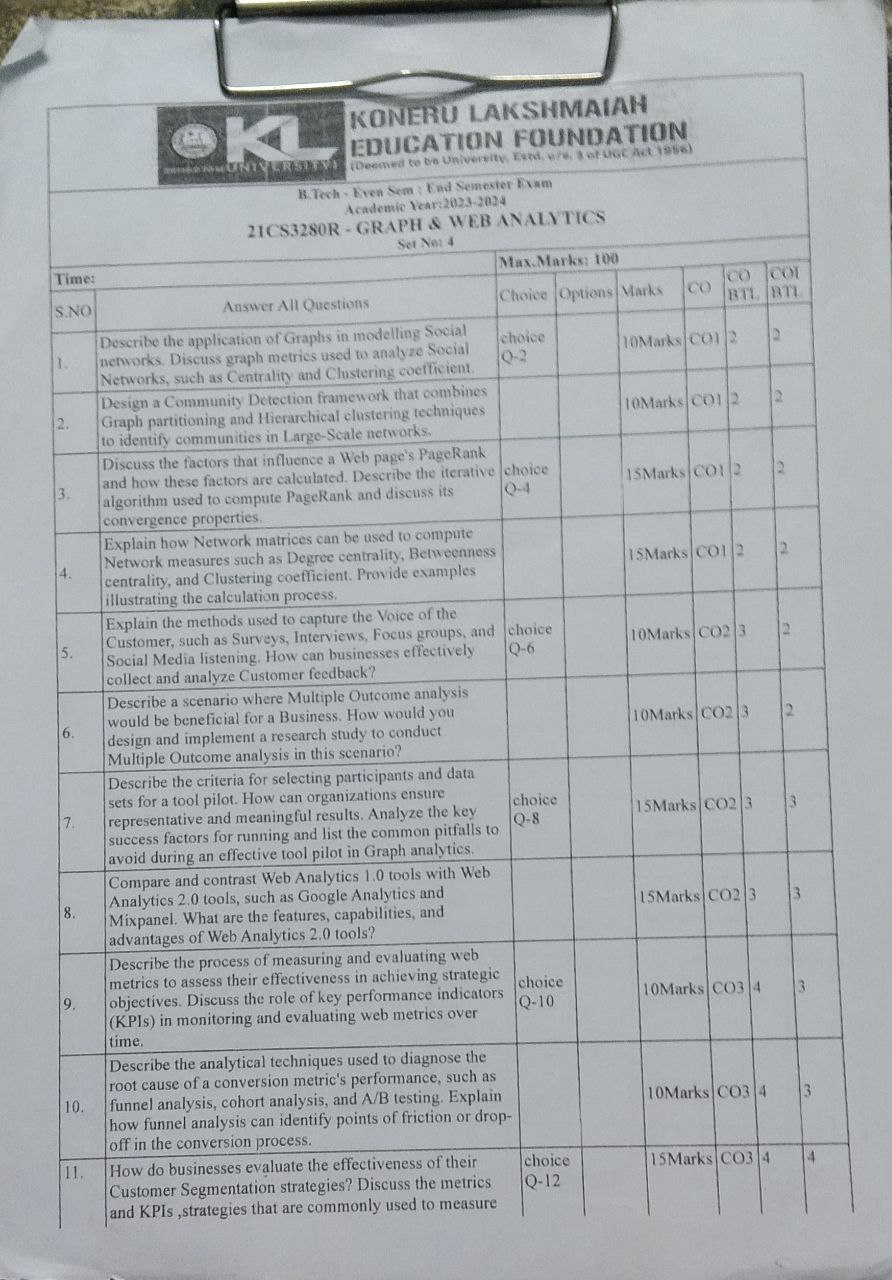 KL
UNIVERSITY)
KONERU LAKSHMAIAH
EDUCATION FOUNDATION
(Deemed to be University, Estd. u/s. 3 of UGC Act 1956)
B.Tech - Even Sem : End Semester Exam
Academic Year:2023-2024
21CS3280R - GRAPH & WEB ANALYTICS
Set No: 4
Time: Max.Marks: 100
S.NO Answer All Questions Choice Options Marks CO CO BTL COI BTL
1. Describe the application of Graphs in modelling Social
networks. Discuss graph metrics used to analyze Social
Networks, such as Centrality and Clustering coefficient.
choice
Q-2
10Marks CO1 2 2
2. Design a Community Detection framework that combines
Graph partitioning and Hierarchical clustering techniques
to identify communities in Large-Scale networks.
10Marks CO1 2 2
3. Discuss the factors that influence a Web page's PageRank
and how these factors are calculated. Describe the iterative
algorithm used to compute PageRank and discuss its
convergence properties.
choice
Q-4
15Marks CO1 2 2
4. Explain how Network matrices can be used to compute
Network measures such as Degree centrality, Betweenness
centrality, and Clustering coefficient. Provide examples
illustrating the calculation process.
15Marks CO1 2 2
5. Explain the methods used to capture the Voice of the
Customer, such as Surveys, Interviews, Focus groups, and
Social Media listening. How can businesses effectively
collect and analyze Customer feedback?
choice
Q-6
10Marks CO2 3 2
6. Describe a scenario where Multiple Outcome analysis
would be beneficial for a Business. How would you
design and implement a research study to conduct
Multiple Outcome analysis in this scenario?
10Marks CO2 3 2
7. Describe the criteria for selecting participants and data
sets for a tool pilot. How can organizations ensure
representative and meaningful results. Analyze the key
success factors for running and list the common pitfalls to
avoid during an effective tool pilot in Graph analytics.
choice
Q-8
15Marks CO2 3 3
8. Compare and contrast Web Analytics 1.0 tools with Web
Analytics 2.0 tools, such as Google Analytics and
Mixpanel. What are the features, capabilities, and
advantages of Web Analytics 2.0 tools?
15Marks CO2 3 3
9. Describe the process of measuring and evaluating web
metrics to assess their effectiveness in achieving strategic
objectives. Discuss the role of key performance indicators
(KPIs) in monitoring and evaluating web metrics over
time.
choice
Q-10
10Marks CO3 4 3
10. Describe the analytical techniques used to diagnose the
root cause of a conversion metric's performance, such as
funnel analysis, cohort analysis, and A/B testing. Explain
how funnel analysis can identify points of friction or drop-
off in the conversion process.
10Marks CO3 4 3
11. How do businesses evaluate the effectiveness of their
Customer Segmentation strategies? Discuss the metrics
and KPIs ,strategies that are commonly used to measure
choice
Q-12
15Marks CO3 4 4